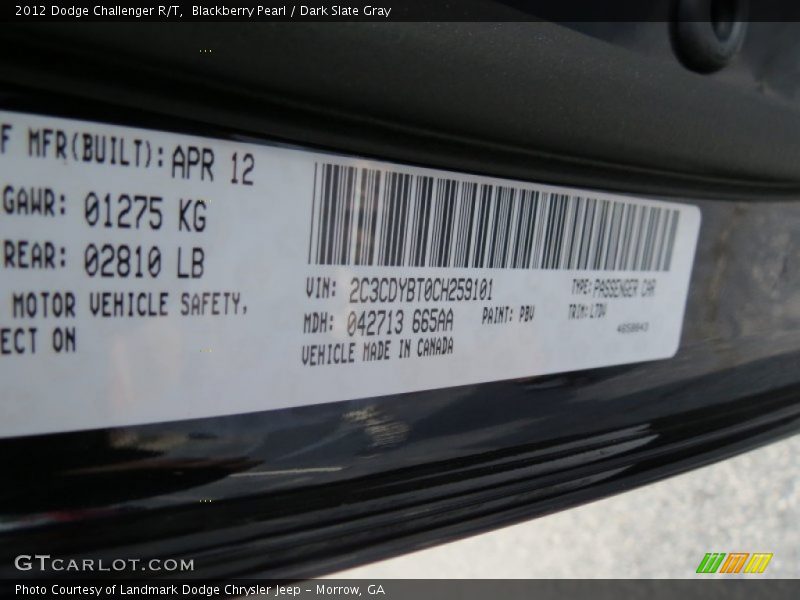 2012 Dodge Challenger R/T,  Blackberry Pearl / Dark Slate Gray
F MFR(BUILT): APR 12
GAWR: 01275 KG
REAR: 02810 LB
MOTOR VEHICLE SAFETY,
ECT ON
VIN: 2C3CDYBT0CH259101 TYPE: PASSENGER CAR
MDH: 042713 665AA PAINT: PBV TRIM: L7DV
VEHICLE MADE IN CANADA
GTCARLOT.COM
Photo Courtesy of Landmark Dodge Chrysler Jeep – Morrow, GA